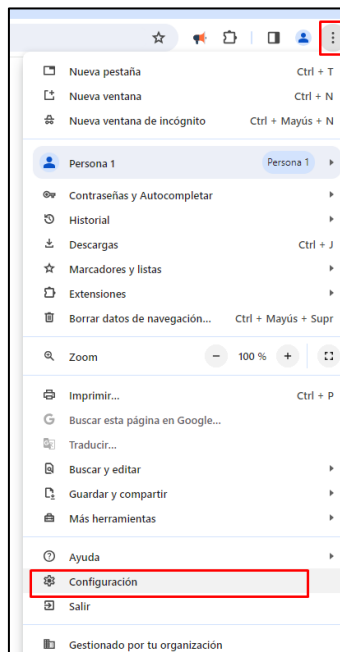 Nueva pestaña Ctrl + T
Nueva ventana Ctrl + N
Nueva ventana de incógnito Ctrl + Mayús + N
Persona 1 Persona 1
Contraseñas y Autocompletar
Historial
Descargas Ctrl + J
Marcadores y listas
Extensiones
Borrar datos de navegación... Ctrl + Mayús + Supr
Zoom − 100 % +
Imprimir... Ctrl + P
Buscar esta página en Google...
Traducir...
Buscar y editar
Guardar y compartir
Más herramientas
Ayuda
Configuración
Salir
Gestionado por tu organización